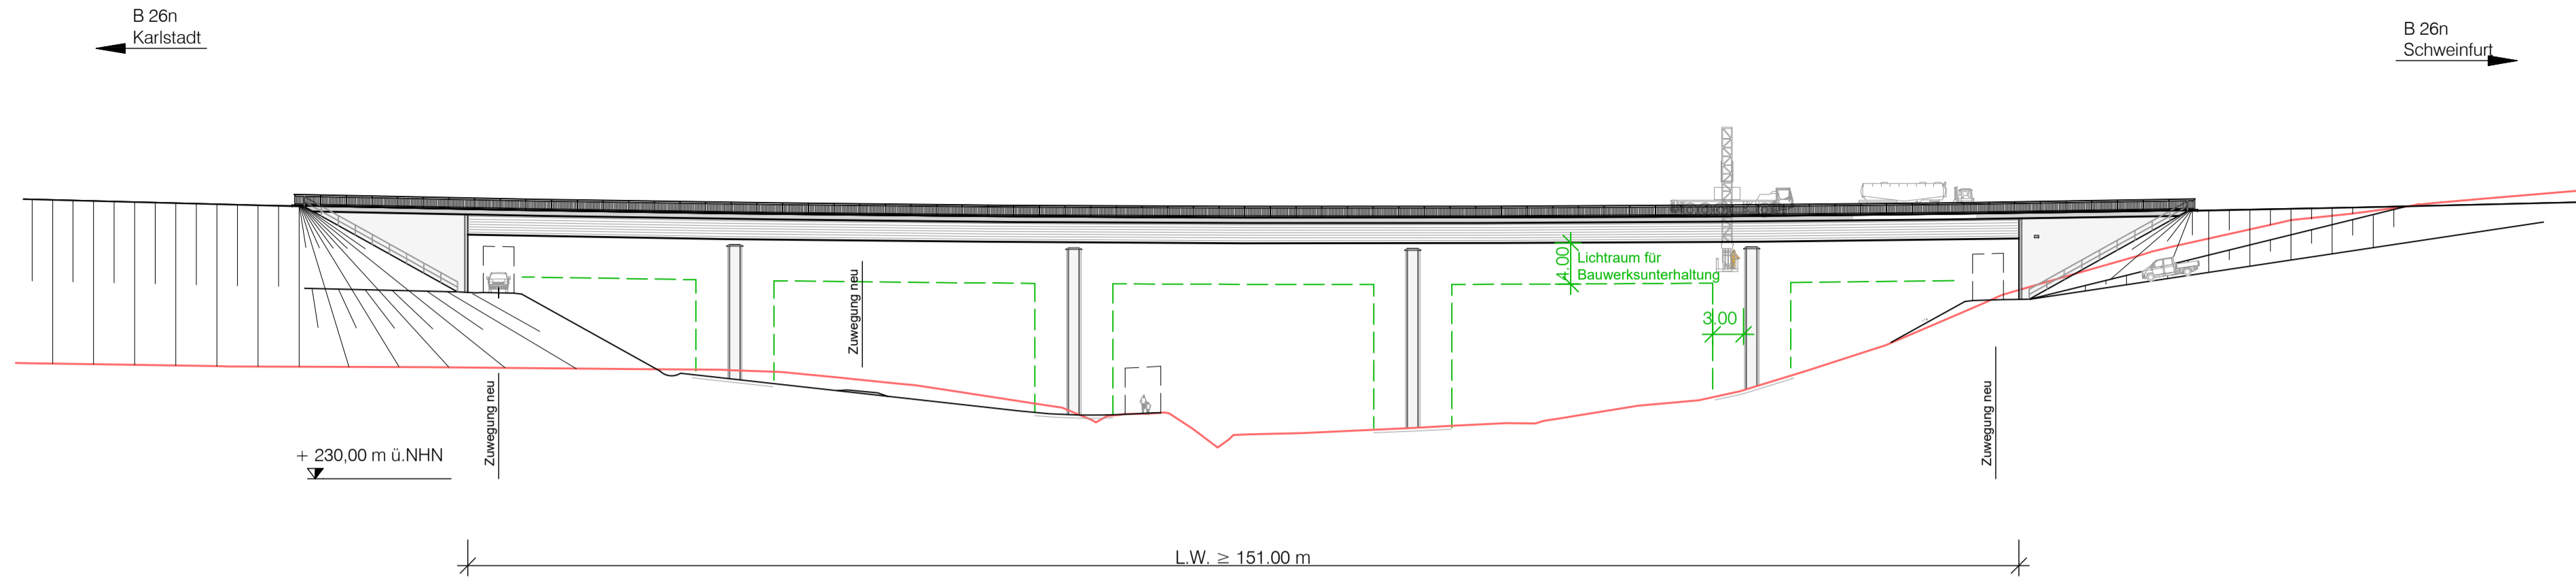 B 26n
Karlstadt
B 26n
Schweinfurt
4.00
Lichtraum für
Bauwerksunterhaltung
3.00
Zuwegung neu
Zuwegung neu
Zuwegung neu
+ 230,00 m ü.NHN
L.W. ≥ 151.00 m